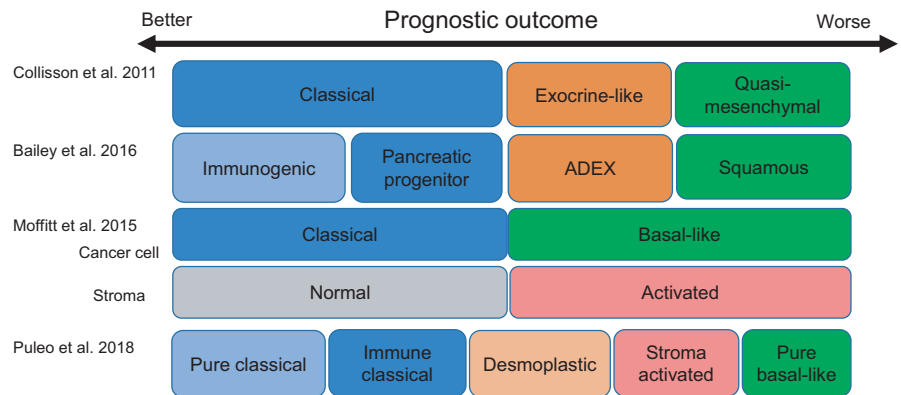 Better
Prognostic outcome
Worse
Collisson et al. 2011
Classical
Exocrine-like
Quasi-
mesenchymal
Bailey et al. 2016
Immunogenic
Pancreatic
progenitor
ADEX
Squamous
Moffitt et al. 2015
Cancer cell
Classical
Basal-like
Stroma
Normal
Activated
Puleo et al. 2018
Pure classical
Immune
classical
Desmoplastic
Stroma
activated
Pure
basal-like